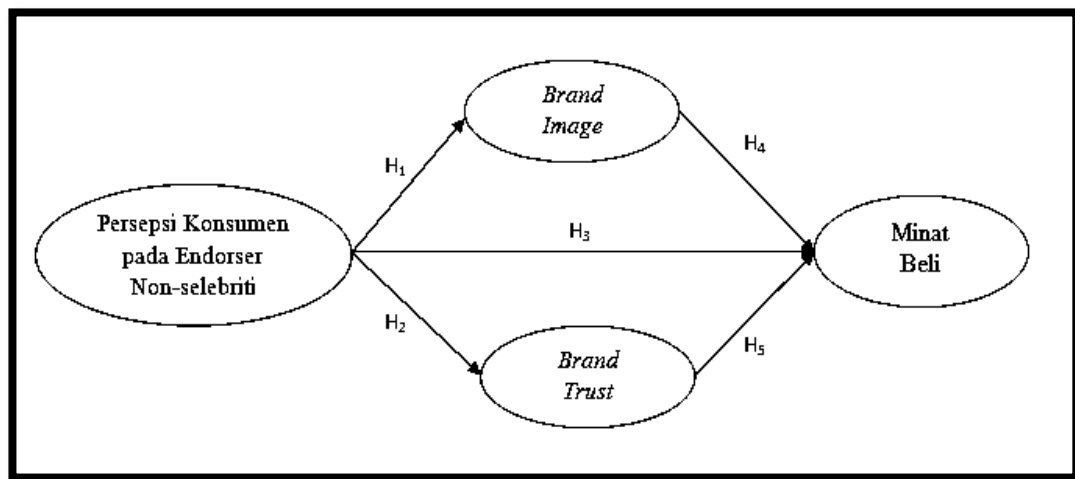 Brand
Image
H₁
H₄
Persepsi Konsumen
pada Endorser
Non-selebriti
H₃
Minat
Beli
H₂
H₅
Brand
Trust